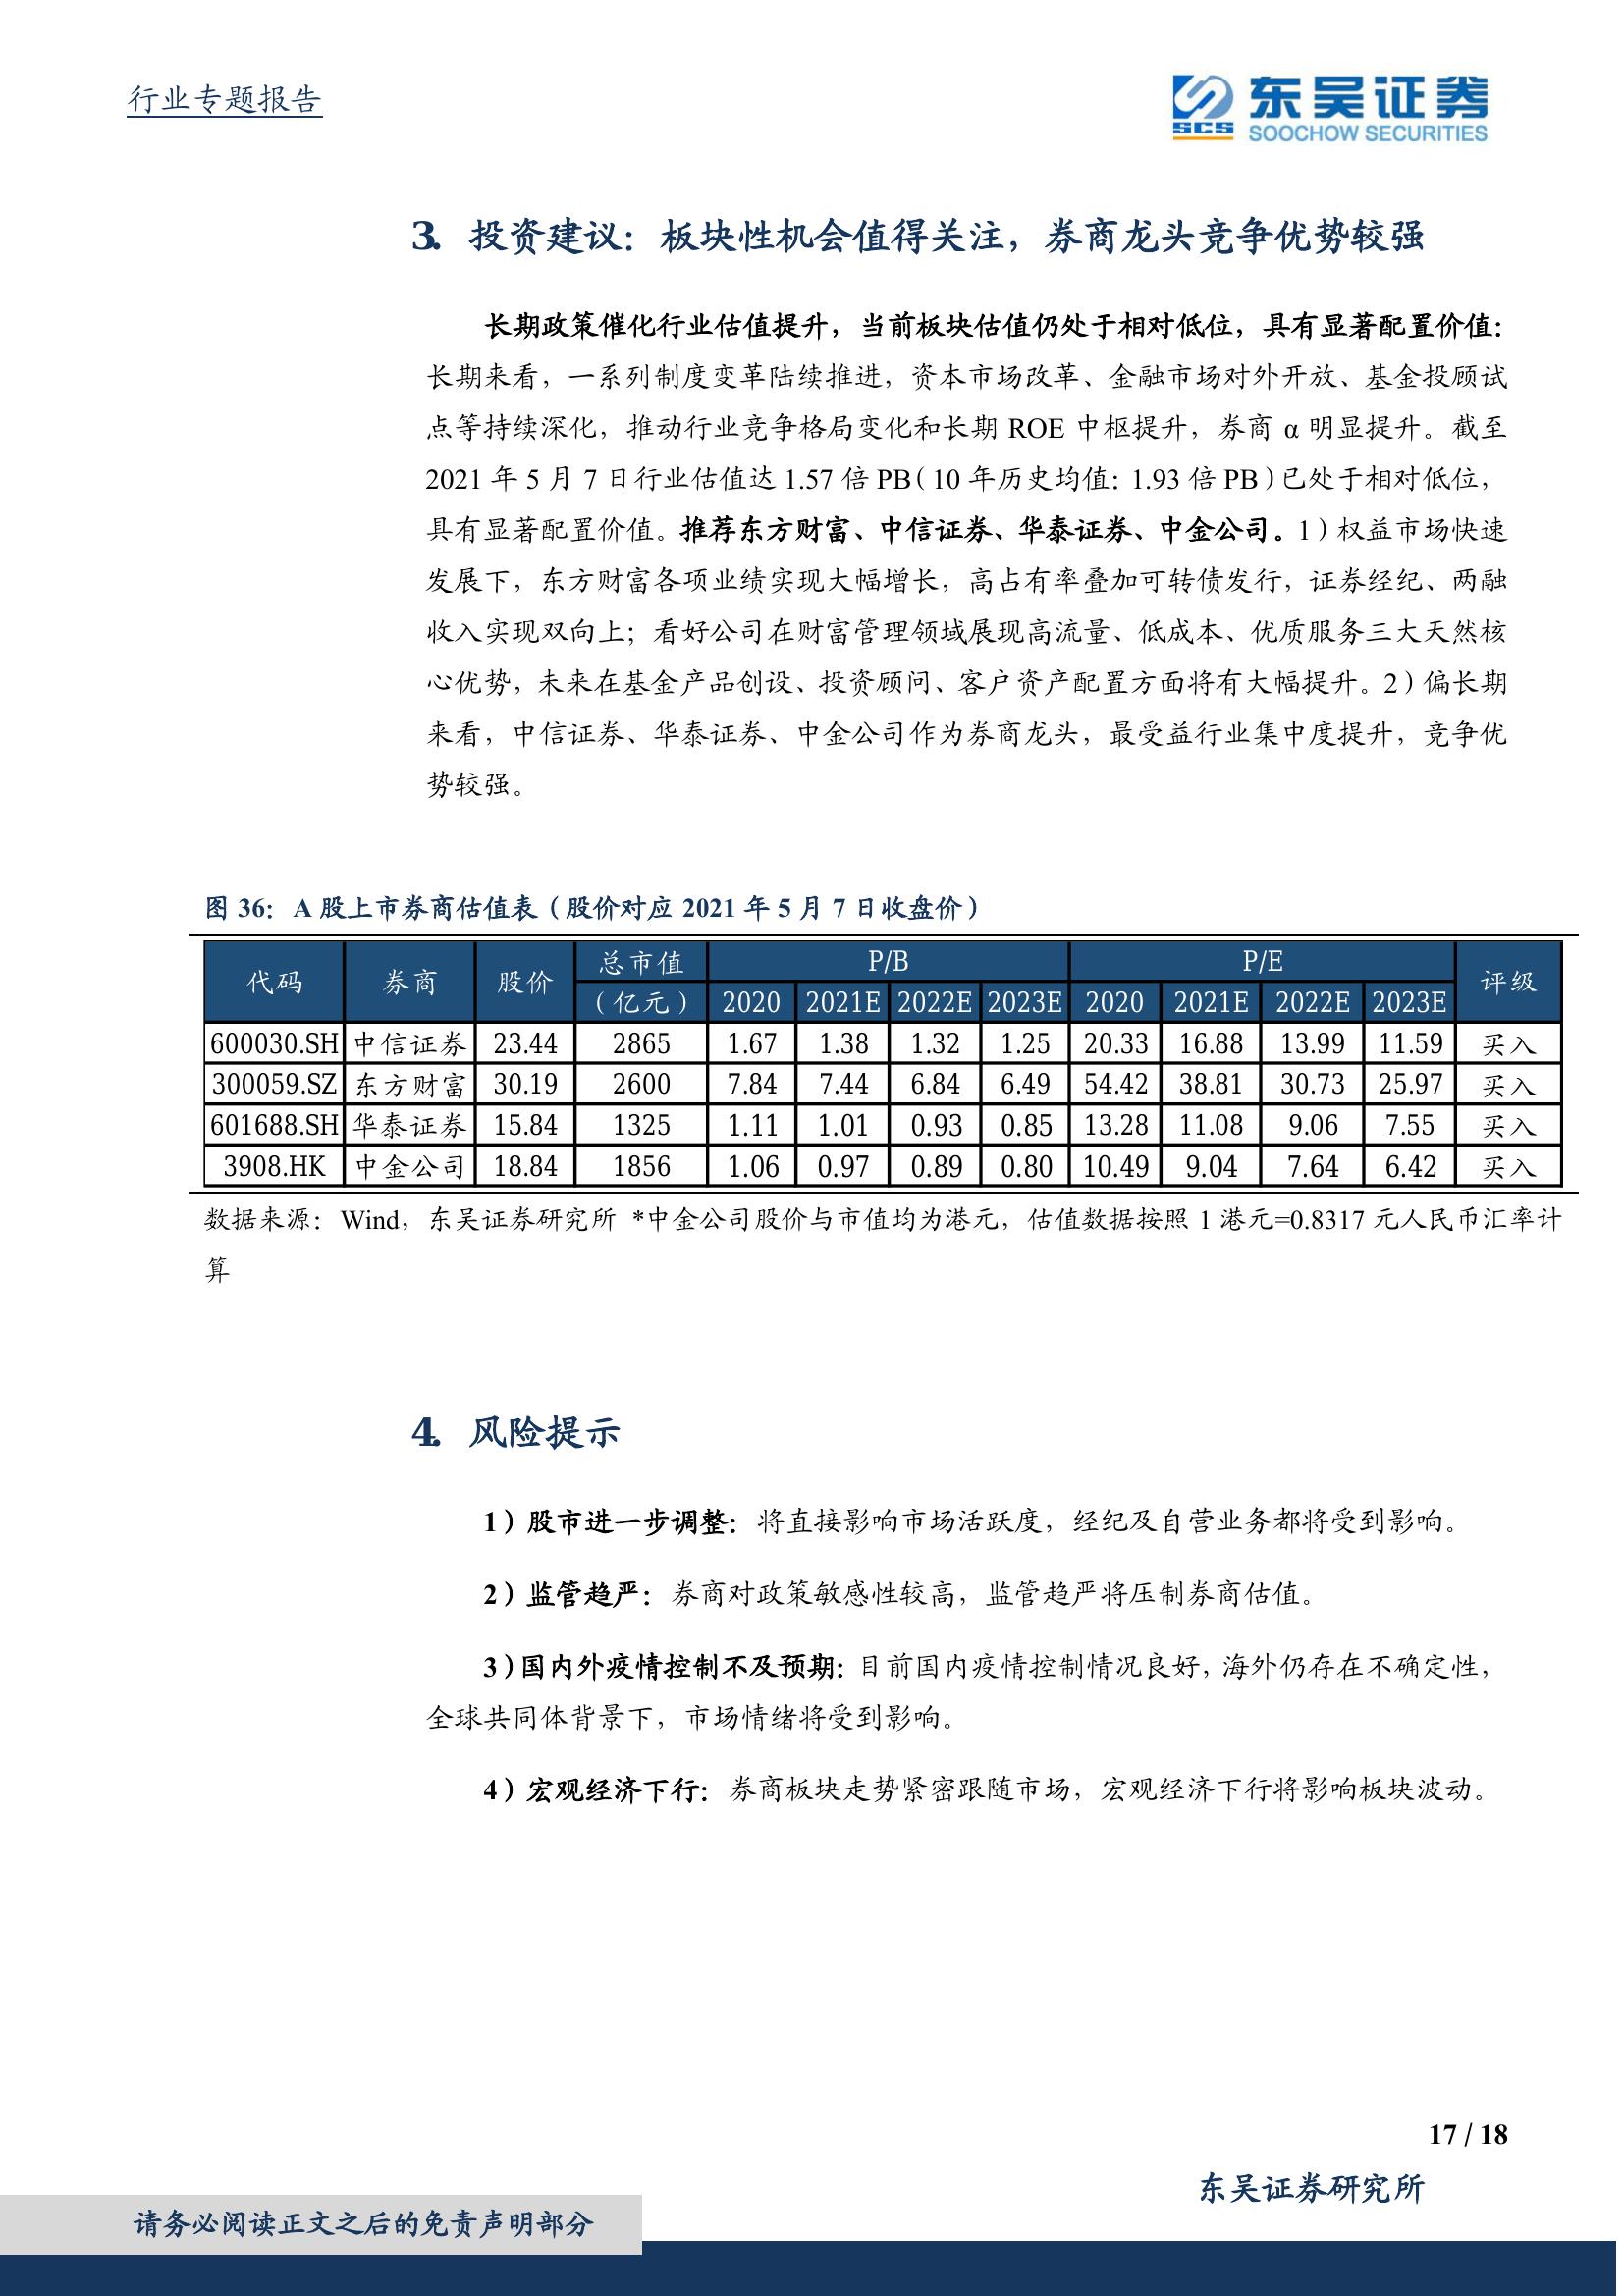 行业专题报告
东吴证券
SCS
SOOCHOW SECURITIES
3. 投资建议：板块性机会值得关注，券商龙头竞争优势较强
长期政策催化行业估值提升，当前板块估值仍处于相对低位，具有显著配置价值：
长期来看，一系列制度变革陆续推进，资本市场改革、金融市场对外开放、基金投顾试
点等持续深化，推动行业竞争格局变化和长期 ROE 中枢提升，券商 α 明显提升。截至
2021 年 5 月 7 日行业估值达 1.57 倍 PB（10 年历史均值：1.93 倍 PB）已处于相对低位，
具有显著配置价值。推荐东方财富、中信证券、华泰证券、中金公司。1）权益市场快速
发展下，东方财富各项业绩实现大幅增长，高占有率叠加可转债发行，证券经纪、两融
收入实现双向上；看好公司在财富管理领域展现高流量、低成本、优质服务三大天然核
心优势，未来在基金产品创设、投资顾问、客户资产配置方面将有大幅提升。2）偏长期
来看，中信证券、华泰证券、中金公司作为券商龙头，最受益行业集中度提升，竞争优
势较强。
图 36：A 股上市券商估值表（股价对应 2021 年 5 月 7 日收盘价）
代码 券商 股价 总市值 P/B P/E 评级
（亿元） 2020 2021E 2022E 2023E 2020 2021E 2022E 2023E
600030.SH 中信证券 23.44 2865 1.67 1.38 1.32 1.25 20.33 16.88 13.99 11.59 买入
300059.SZ 东方财富 30.19 2600 7.84 7.44 6.84 6.49 54.42 38.81 30.73 25.97 买入
601688.SH 华泰证券 15.84 1325 1.11 1.01 0.93 0.85 13.28 11.08 9.06 7.55 买入
3908.HK 中金公司 18.84 1856 1.06 0.97 0.89 0.80 10.49 9.04 7.64 6.42 买入
数据来源：Wind，东吴证券研究所 *中金公司股价与市值均为港元，估值数据按照 1 港元=0.8317 元人民币汇率计
算
4. 风险提示
1）股市进一步调整：将直接影响市场活跃度，经纪及自营业务都将受到影响。
2）监管趋严：券商对政策敏感性较高，监管趋严将压制券商估值。
3）国内外疫情控制不及预期：目前国内疫情控制情况良好，海外仍存在不确定性，
全球共同体背景下，市场情绪将受到影响。
4）宏观经济下行：券商板块走势紧密跟随市场，宏观经济下行将影响板块波动。
17 / 18
东吴证券研究所
请务必阅读正文之后的免责声明部分